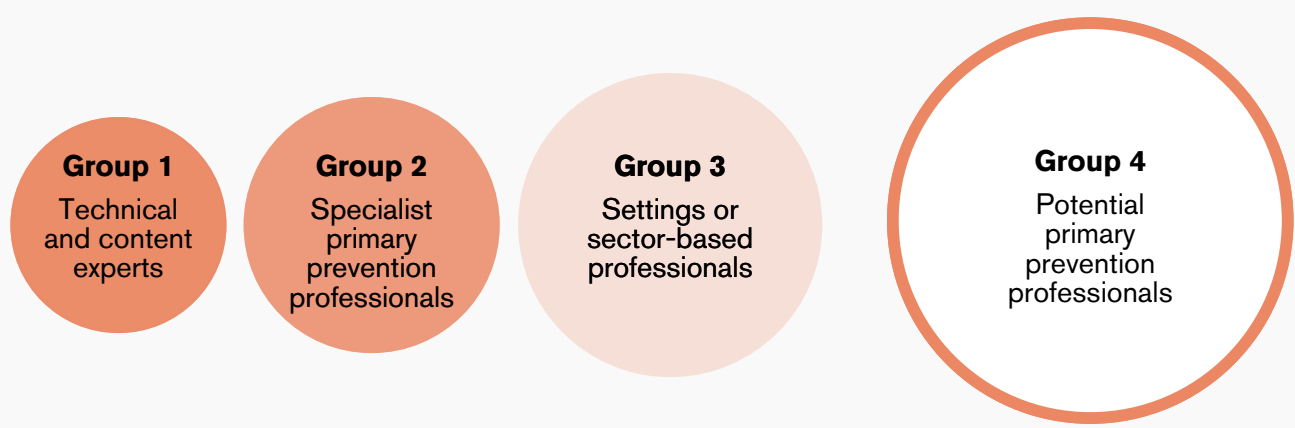 Group 1
Technical
and content
experts
Group 2
Specialist
primary
prevention
professionals
Group 3
Settings or
sector-based
professionals
Group 4
Potential
primary
prevention
professionals